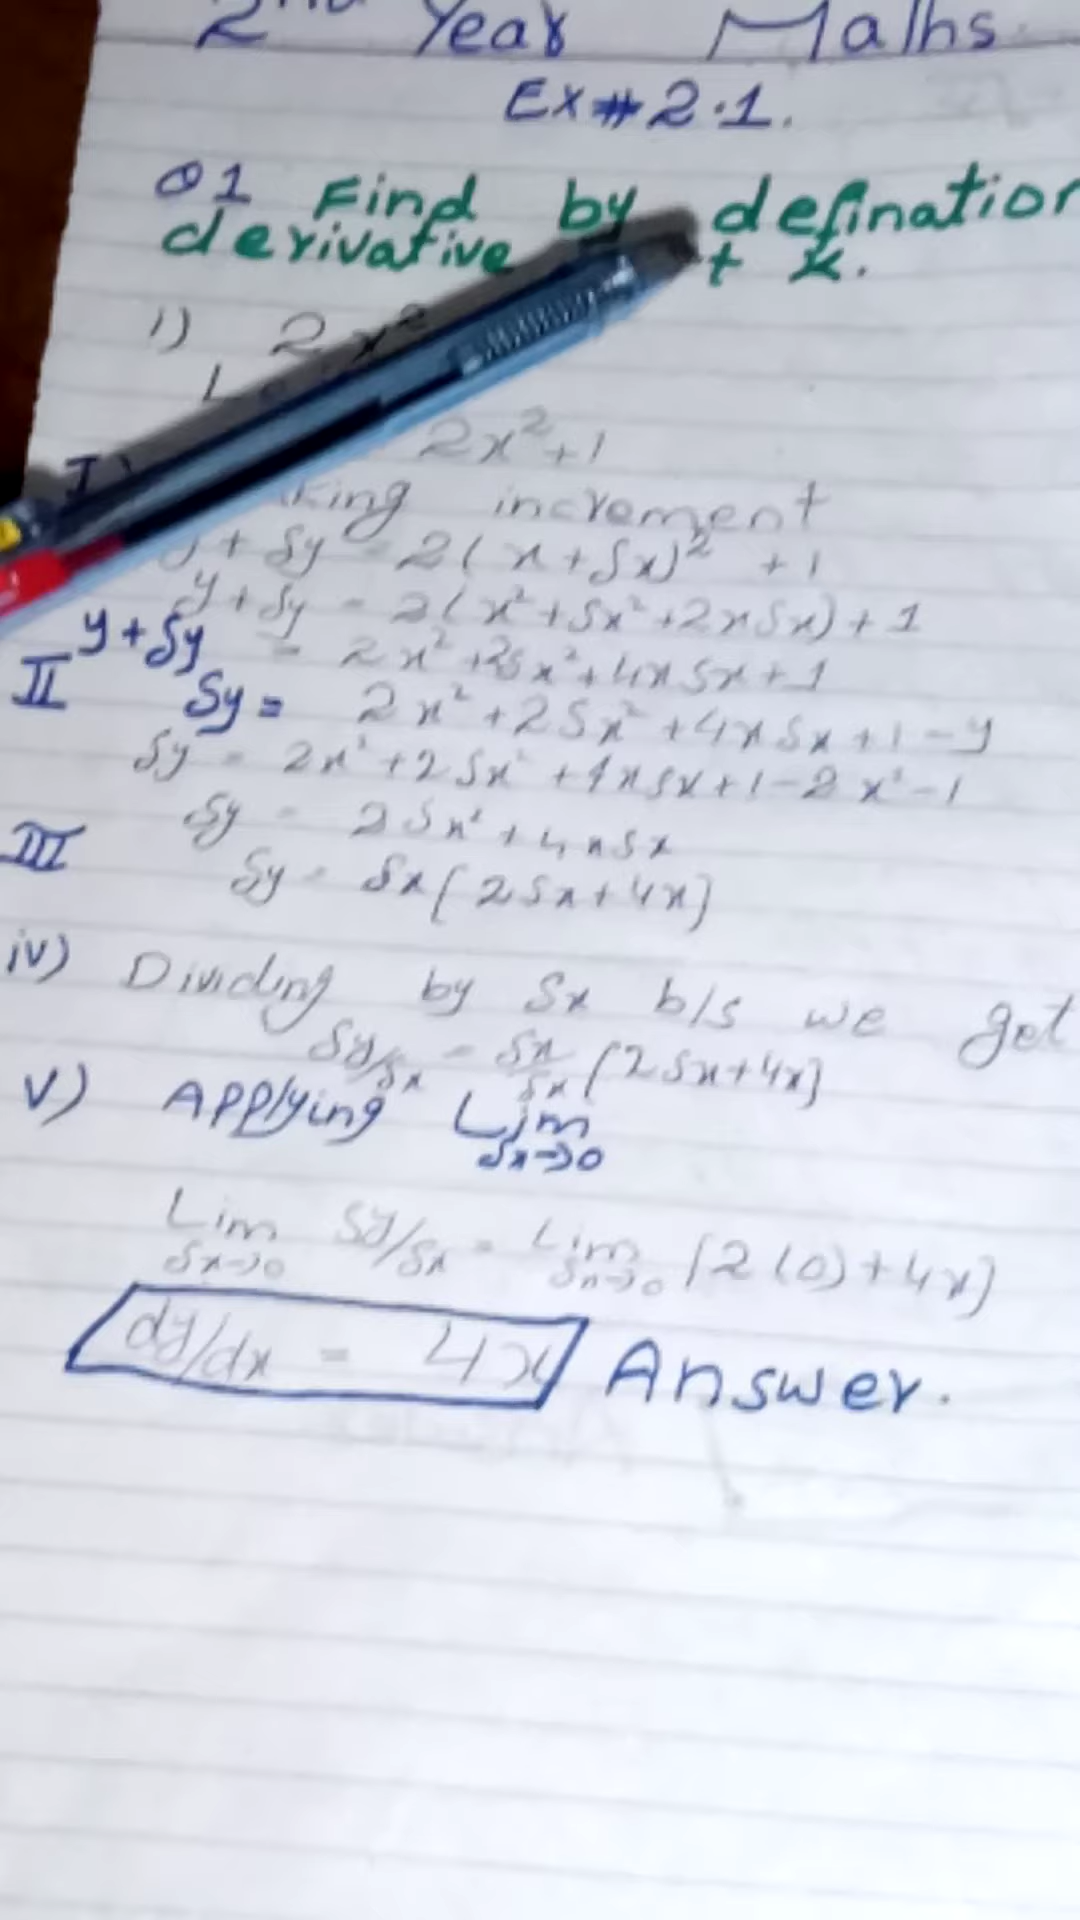 2nd Year Maths
Ex#2.1.
Q1 Find by defination
derivative t x.
i) 2x²
L
2x²+1
I) king increment
y+δy = 2(x+δx)² +1
y+δy = 2(x²+δx²+2xδx)+1
y+δy = 2x²+2δx²+4xδx+1
II δy = 2x²+2δx²+4xδx+1-y
δy = 2x²+2δx²+4xδx+1-2x²-1
δy = 2δx²+4xδx
III δy = δx[2δx+4x]
iv) Dividing by δx b/s we get
δy/δx = δx/δx [2δx+4x]
v) Applying Lim δx→0
Lim δx→0 δy/δx = Lim δx→0 [2(0)+4x]
dy/dx = 4x Answer.